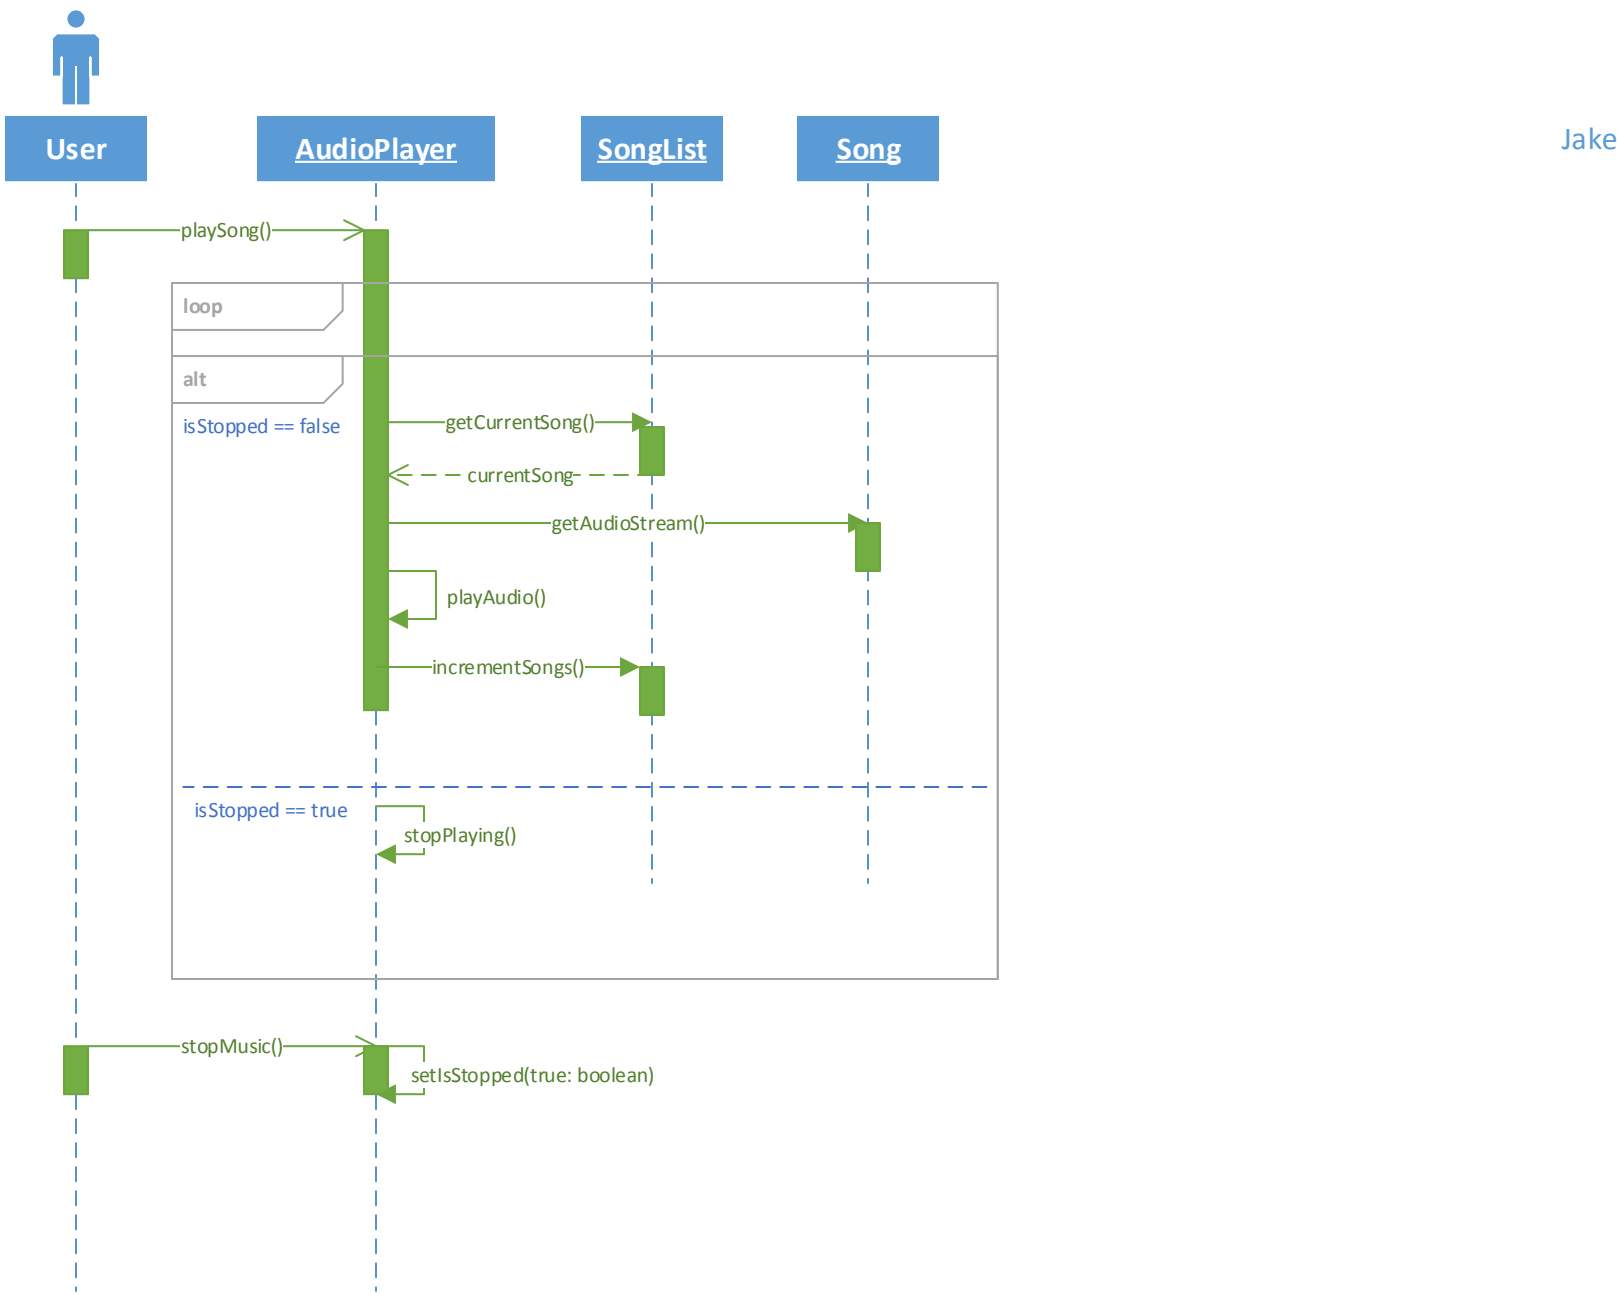 User
AudioPlayer
SongList
Song
Jake
playSong()
loop
alt
isStopped == false
getCurrentSong()
currentSong
getAudioStream()
playAudio()
incrementSongs()
isStopped == true
stopPlaying()
stopMusic()
setIsStopped(true: boolean)